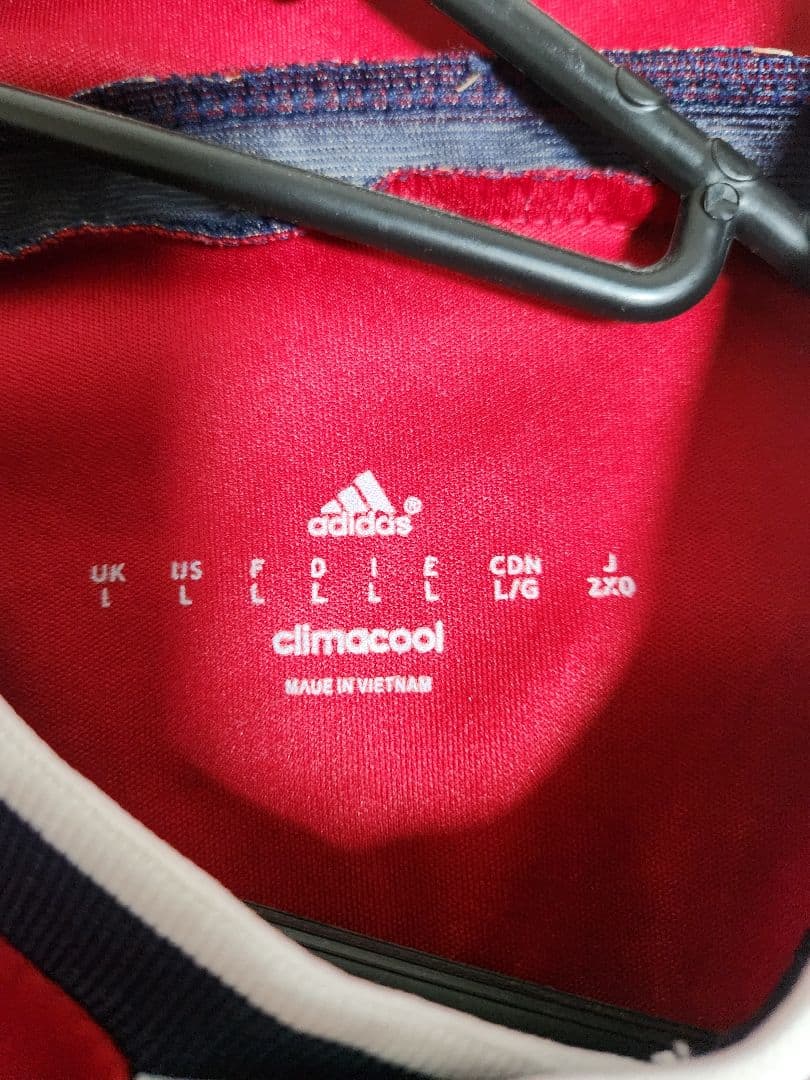 adidas®
UK US F D I E CDN J
L L L L L L L/G 2XO
climacool
MADE IN VIETNAM